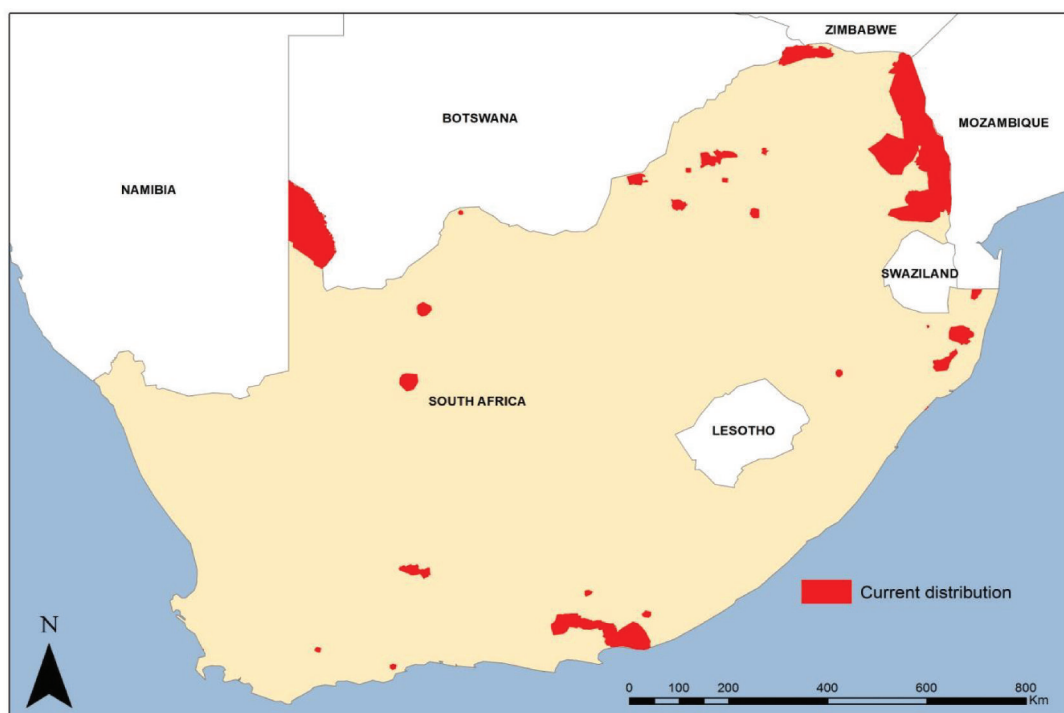 ZIMBABWE
BOTSWANA
MOZAMBIQUE
NAMIBIA
SWAZILAND
SOUTH AFRICA
LESOTHO
Current distribution
N
0 100 200 400 600 800
Km